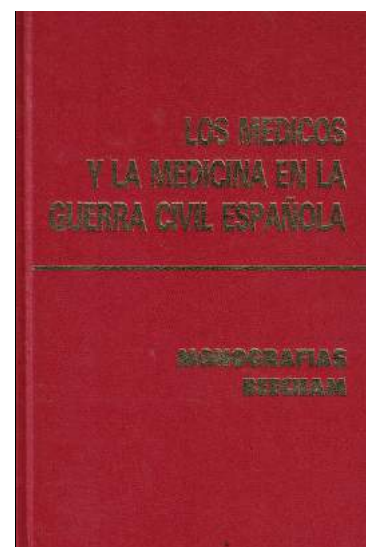 LOS MEDICOS
Y LA MEDICINA EN LA
GUERRA CIVIL ESPAÑOLA
MONOGRAFIAS
BEECHAM